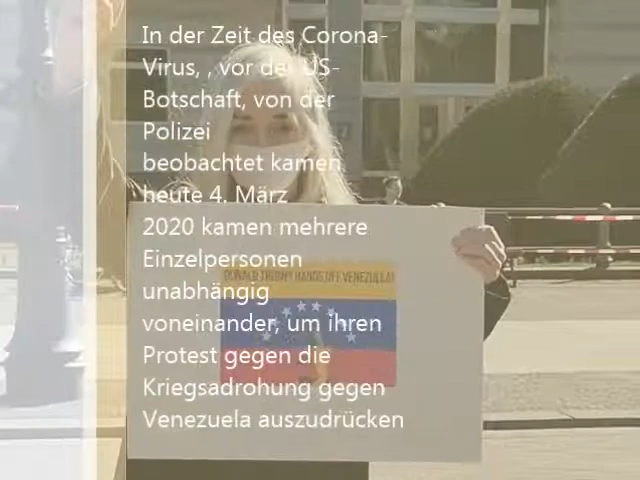 In der Zeit des Corona-
Virus, , vor der US-
Botschaft, von der
Polizei
beobachtet kamen
heute 4. März
2020 kamen mehrere
Einzelpersonen
unabhängig
voneinander, um ihren
Protest gegen die
Kriegsadrohung gegen
Venezuela auszudrücken
DONALD TRUMP! HANDS OFF VENEZUELA!